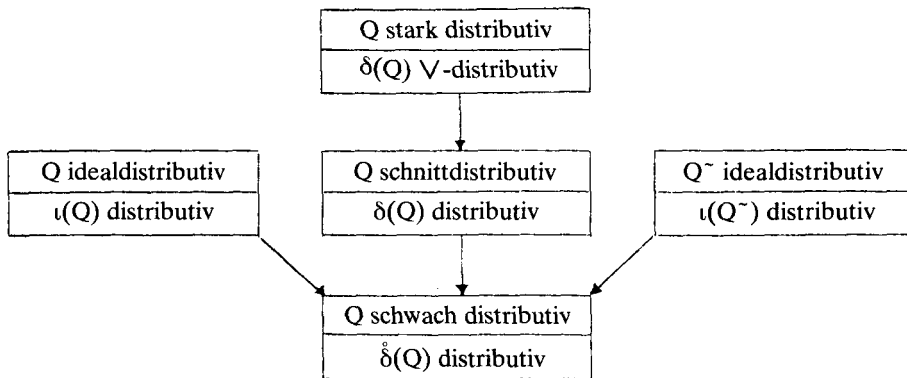 Q stark distributiv
δ(Q) ∨-distributiv
Q idealdistributiv
ι(Q) distributiv
Q schnittdistributiv
δ(Q) distributiv
Q˜ idealdistributiv
ι(Q˜) distributiv
Q schwach distributiv
δ̊(Q) distributiv